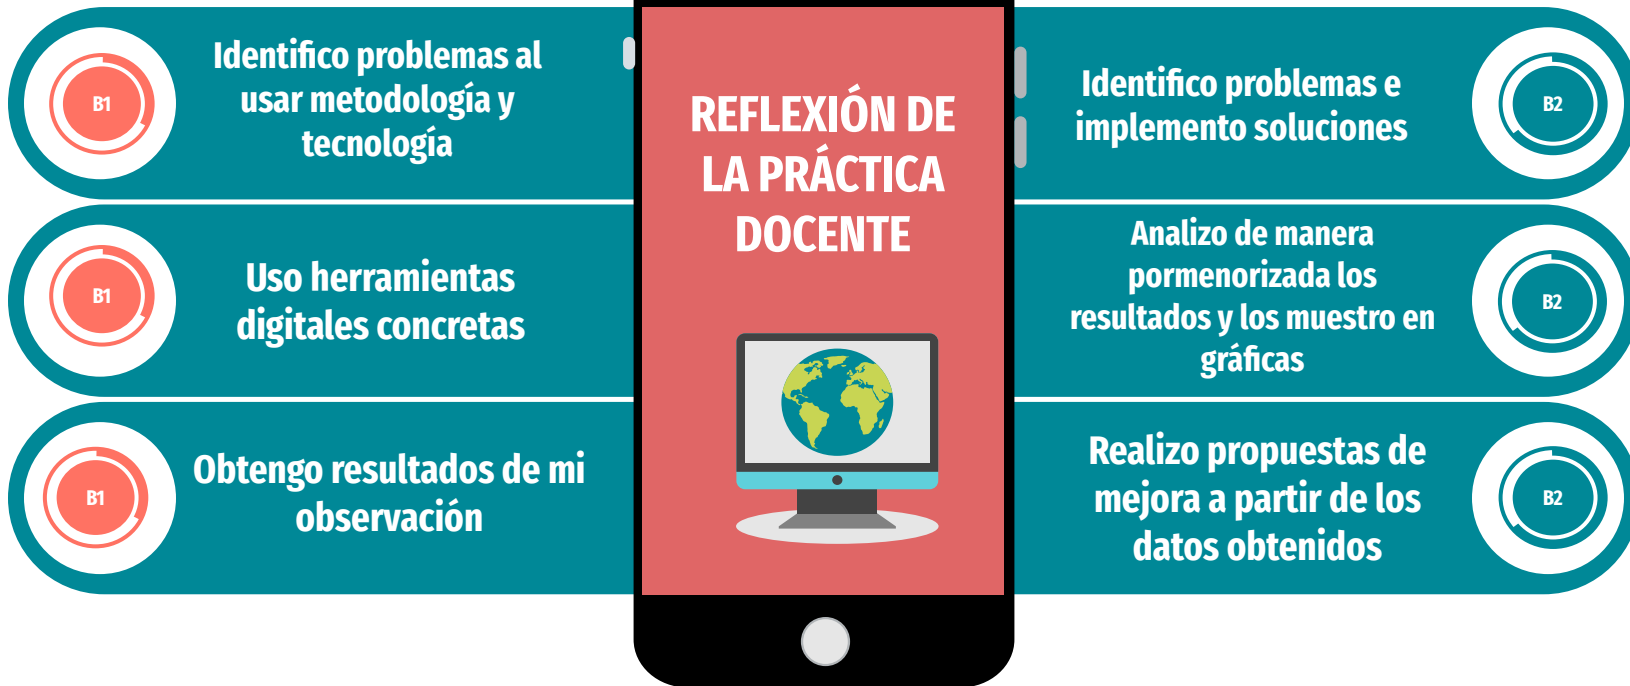 B1
Identifico problemas al
usar metodología y
tecnología
B1
Uso herramientas
digitales concretas
B1
Obtengo resultados de mi
observación
REFLEXIÓN DE
LA PRÁCTICA
DOCENTE
Identifico problemas e
implemento soluciones
B2
Analizo de manera
pormenorizada los
resultados y los muestro en
gráficas
B2
Realizo propuestas de
mejora a partir de los
datos obtenidos
B2